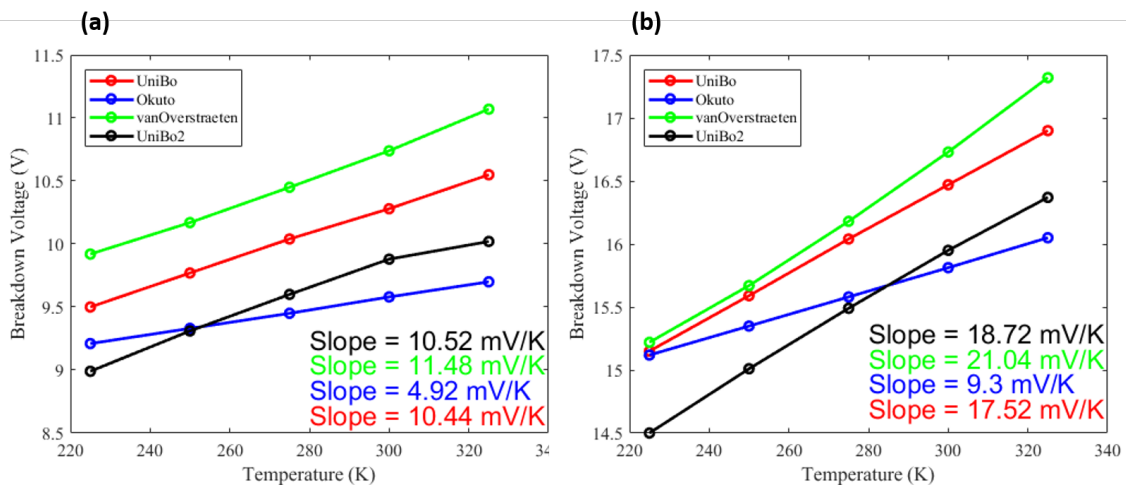 (a)
11.5
11
10.5
10
9.5
9
8.5
220
240
260
280
300
320
34
Breakdown Voltage (V)
Temperature (K)
UniBo
Okuto
vanOverstraeten
UniBo2
Slope = 10.52 mV/K
Slope = 11.48 mV/K
Slope = 4.92 mV/K
Slope = 10.44 mV/K
(b)
17.5
17
16.5
16
15.5
15
14.5
220
240
260
280
300
320
340
Breakdown Voltage (V)
Temperature (K)
UniBo
Okuto
vanOverstraeten
UniBo2
Slope = 18.72 mV/K
Slope = 21.04 mV/K
Slope = 9.3 mV/K
Slope = 17.52 mV/K